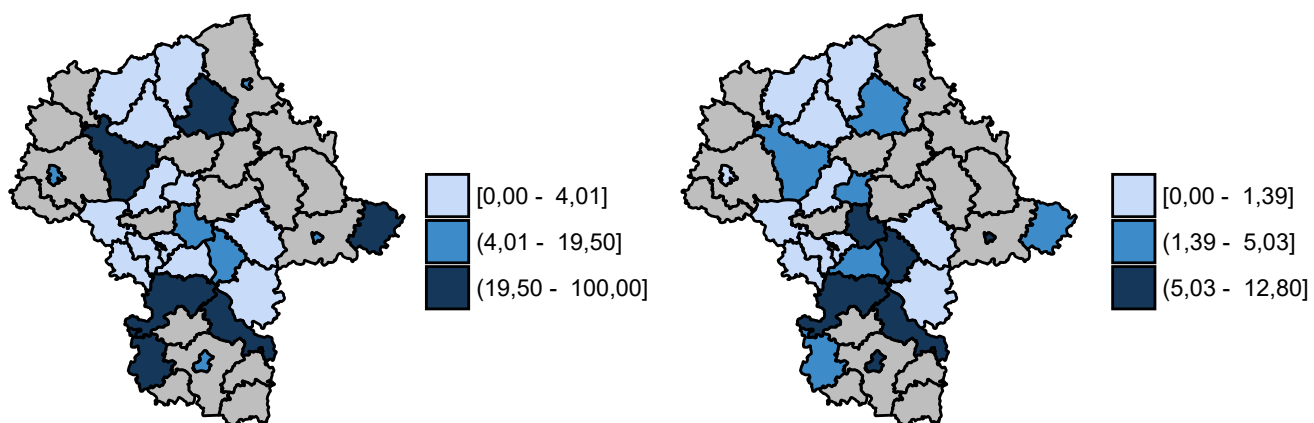 [0,00 - 4,01]
(4,01 - 19,50]
(19,50 - 100,00]
[0,00 - 1,39]
(1,39 - 5,03]
(5,03 - 12,80]